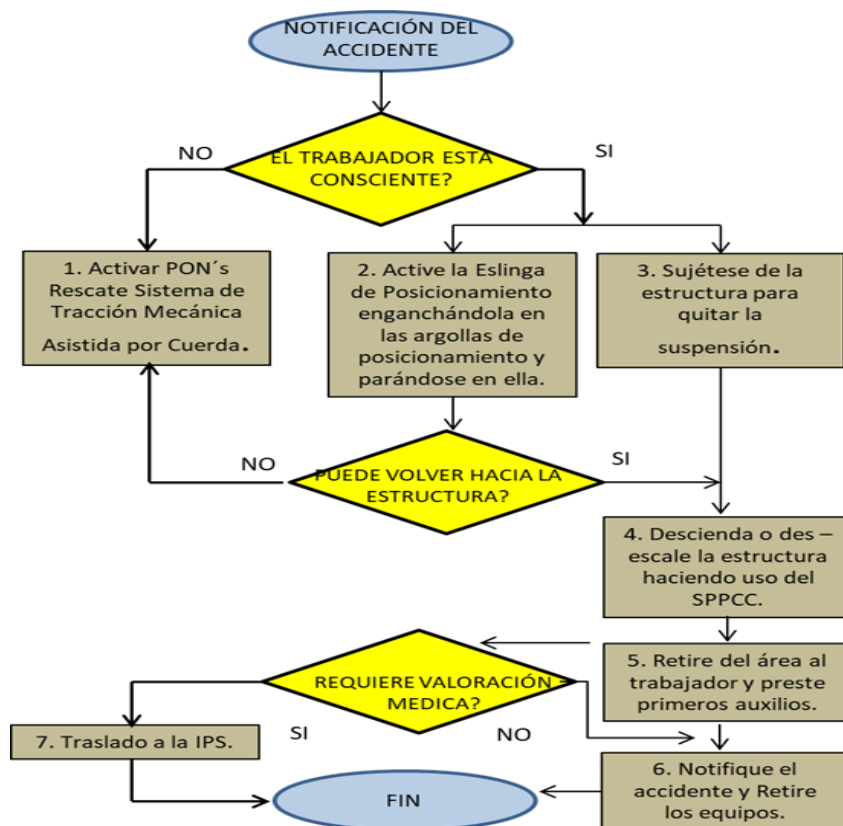 NOTIFICACIÓN DEL
ACCIDENTE
NO
SI
EL TRABAJADOR ESTA
CONSCIENTE?
1. Activar PON´s
Rescate Sistema de
Tracción Mecánica
Asistida por Cuerda.
2. Active la Eslinga
de Posicionamiento
enganchándola en
las argollas de
posicionamiento y
parándose en ella.
3. Sujétese de la
estructura para
quitar la
suspensión.
NO
SI
PUEDE VOLVER HACIA LA
ESTRUCTURA?
4. Descienda o des –
escale la estructura
haciendo uso del
SPPCC.
5. Retire del área al
trabajador y preste
primeros auxilios.
REQUIERE VALORACIÓN
MEDICA?
SI
NO
7. Traslado a la IPS.
6. Notifique el
accidente y Retire
los equipos.
FIN